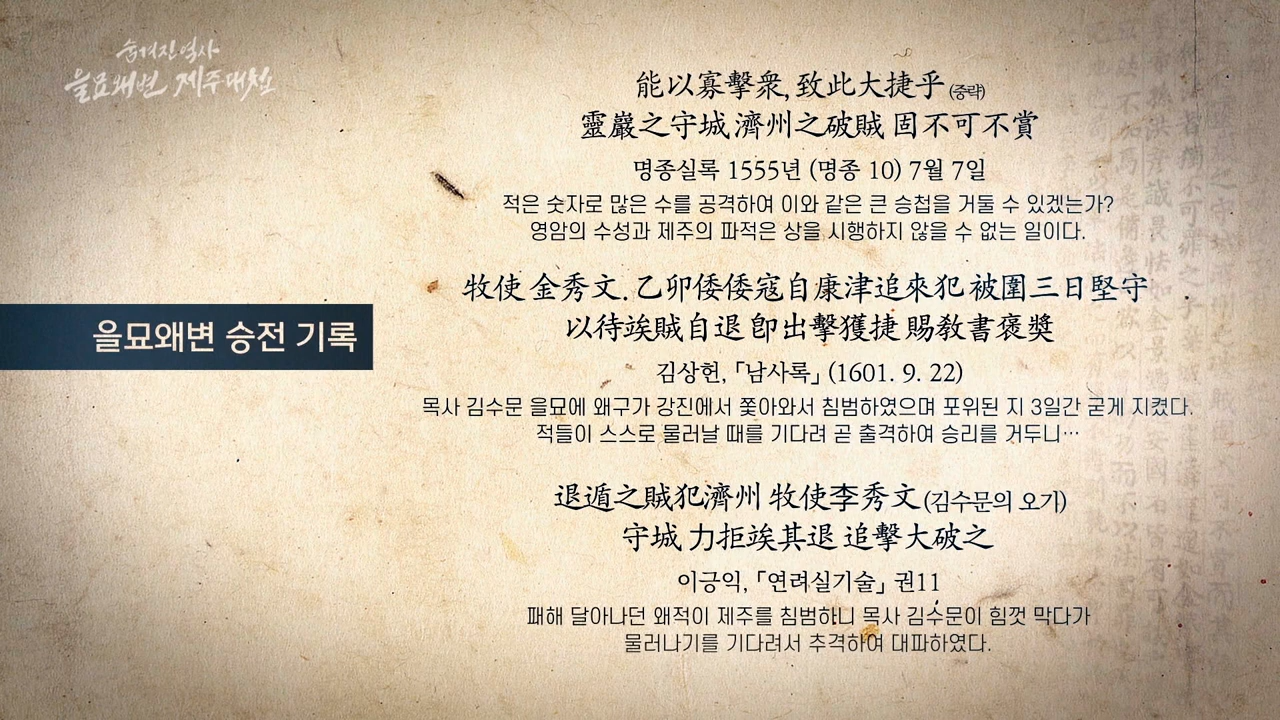 숨겨진 역사
을묘왜변 제주대첩
을묘왜변 승전 기록
能以寡擊衆, 致此大捷乎 (중략)
靈巖之守城 濟州之破賊 固不可不賞
명종실록 1555년 (명종 10) 7월 7일
적은 숫자로 많은 수를 공격하여 이와 같은 큰 승첩을 거둘 수 있겠는가?
영암의 수성과 제주의 파적은 상을 시행하지 않을 수 없는 일이다.
牧使 金秀文. 乙卯倭倭寇自康津追來犯 被圍三日堅守
以待竢賊自退 卽出擊獲捷 賜敎書褒獎
김상헌, 「남사록」 (1601. 9. 22)
목사 김수문 을묘에 왜구가 강진에서 쫓아와서 침범하였으며 포위된 지 3일간 굳게 지켰다.
적들이 스스로 물러날 때를 기다려 곧 출격하여 승리를 거두니…
退遁之賊犯濟州 牧使李秀文 (김수문의 오기)
守城 力拒竢其退 追擊大破之
이긍익, 「연려실기술」 권11
패해 달아나던 왜적이 제주를 침범하니 목사 김수문이 힘껏 막다가
물러나기를 기다려서 추격하여 대파하였다.